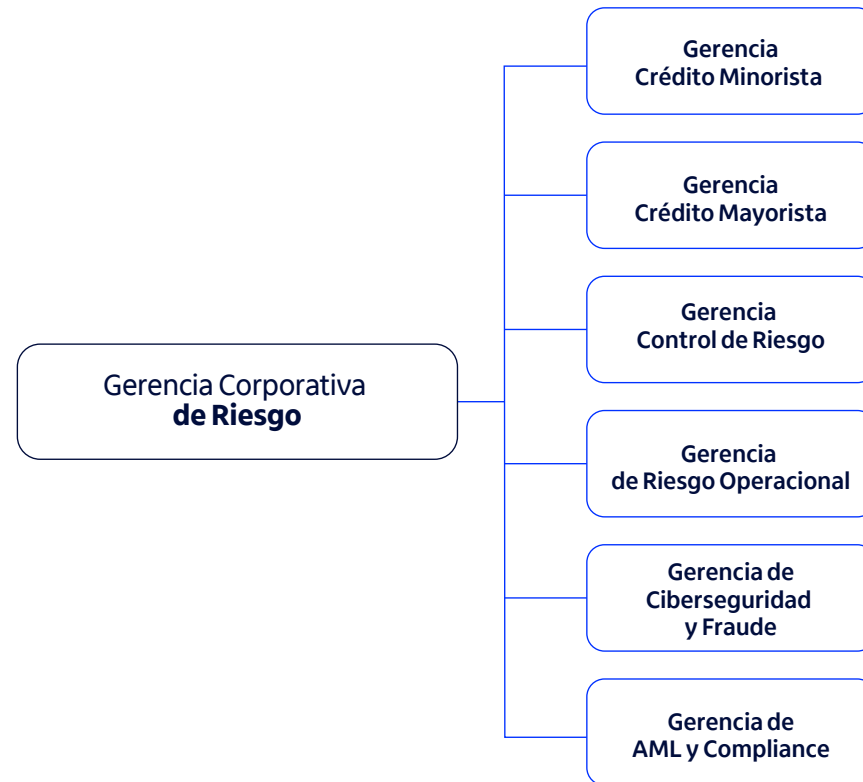 Gerencia
Crédito Minorista
Gerencia
Crédito Mayorista
Gerencia
Control de Riesgo
Gerencia Corporativa
de Riesgo
Gerencia
de Riesgo Operacional
Gerencia de
Ciberseguridad
y Fraude
Gerencia de
AML y Compliance